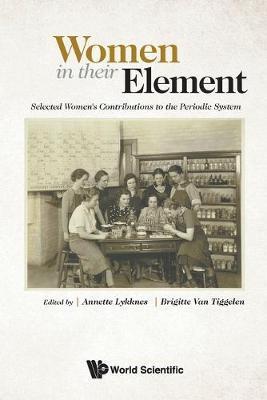 Women
in their Element
Selected Women's Contributions to the Periodic System
Edited by | Annette Lykknes | Brigitte Van Tiggelen
World Scientific